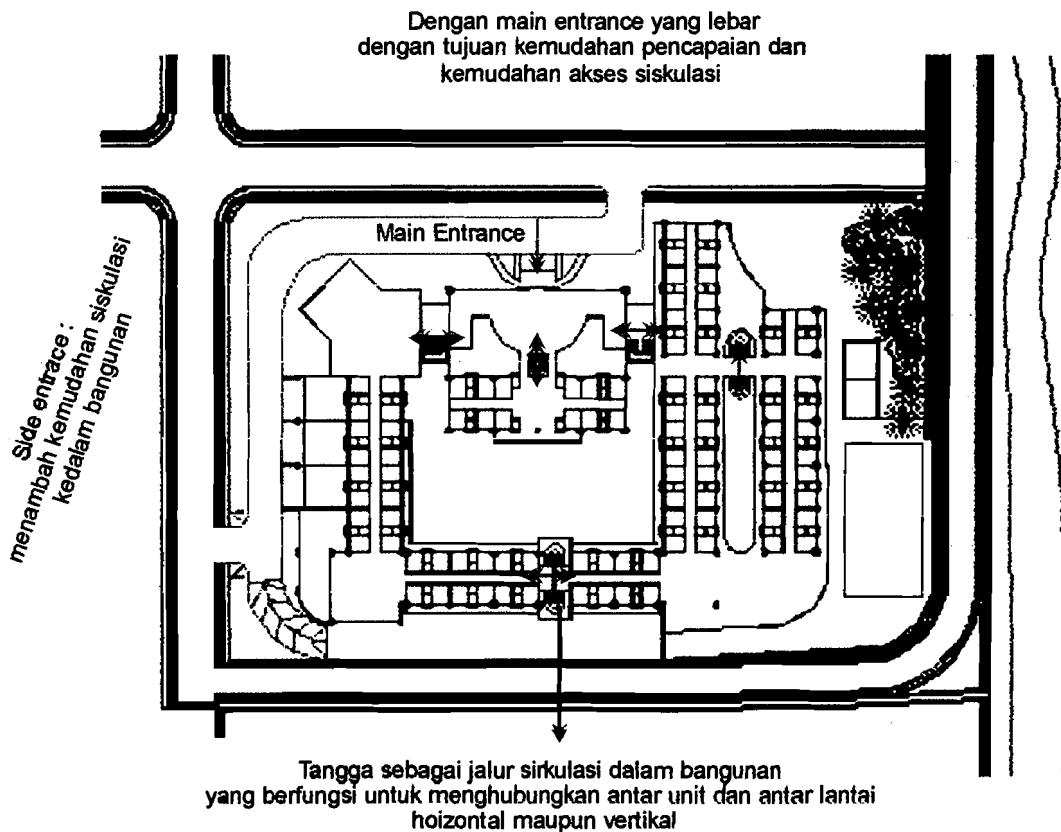 Dengan main entrance yang lebar
dengan tujuan kemudahan pencapaian dan
kemudahan akses siskulasi
Main Entrance
Side entrace :
menambah kemudahan siskulasi
kedalam bangunan
Tangga sebagai jalur sirkulasi dalam bangunan
yang berfungsi untuk menghubungkan antar unit dan antar lantai
hoizontal maupun vertikal